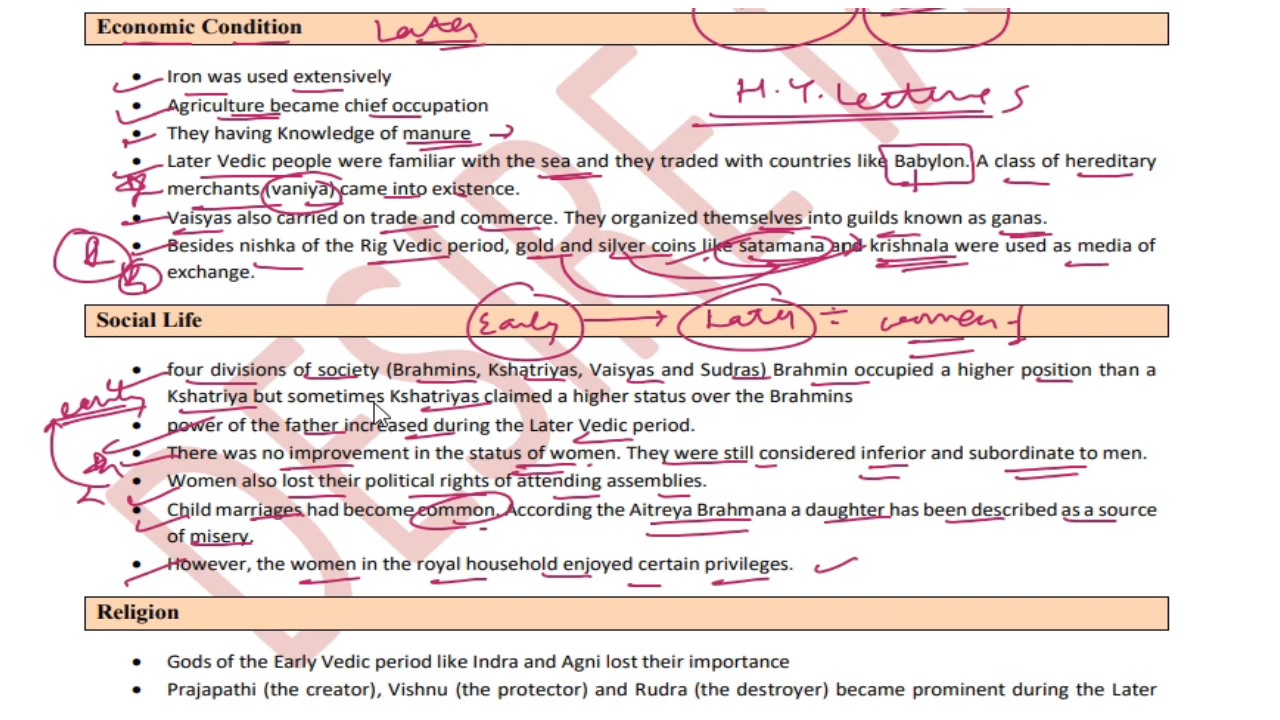 Economic Condition Later
H.Y. Lectures
• Iron was used extensively
• Agriculture became chief occupation
• They having Knowledge of manure
• Later Vedic people were familiar with the sea and they traded with countries like Babylon. A class of hereditary
merchants (vaniya) came into existence.
• Vaisyas also carried on trade and commerce. They organized themselves into guilds known as ganas.
• Besides nishka of the Rig Vedic period, gold and silver coins like satamana and krishnala were used as media of
exchange.
Social Life Early Later women
• four divisions of society (Brahmins, Kshatriyas, Vaisyas and Sudras) Brahmin occupied a higher position than a
early Kshatriya but sometimes Kshatriyas claimed a higher status over the Brahmins
• power of the father increased during the Later Vedic period.
• There was no improvement in the status of women. They were still considered inferior and subordinate to men.
• Women also lost their political rights of attending assemblies.
• Child marriages had become common. According the Aitreya Brahmana a daughter has been described as a source
of misery.
• However, the women in the royal household enjoyed certain privileges.
Religion
• Gods of the Early Vedic period like Indra and Agni lost their importance
• Prajapathi (the creator), Vishnu (the protector) and Rudra (the destroyer) became prominent during the Later